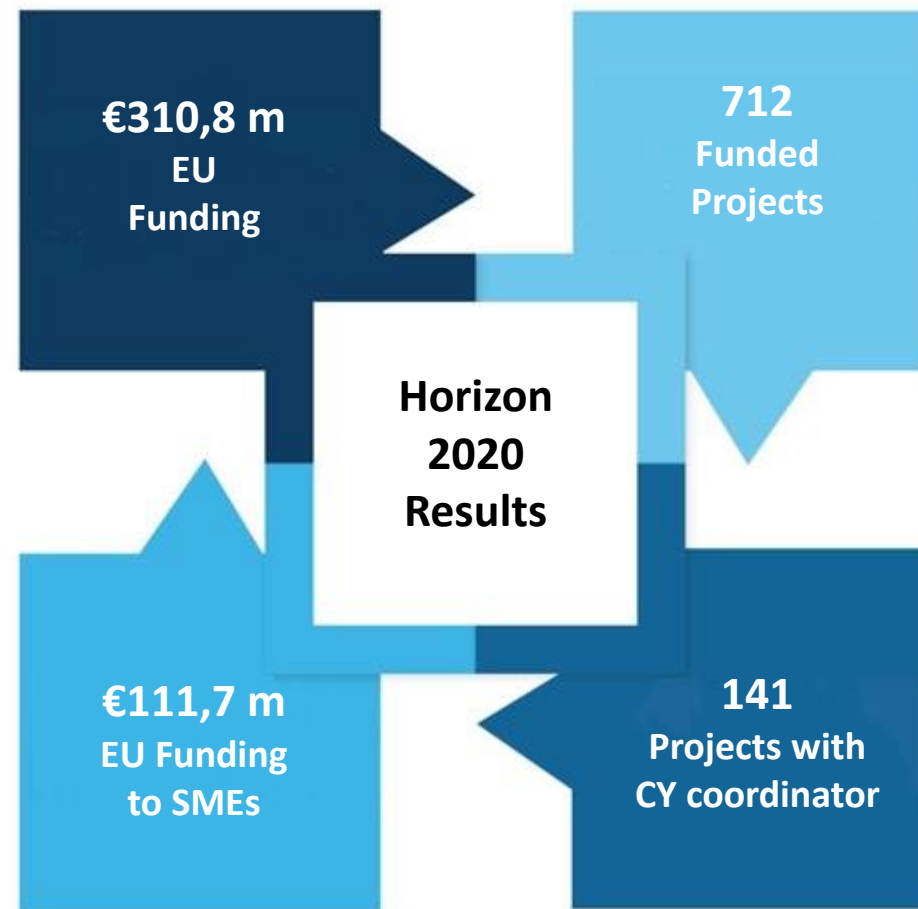 €310,8 m
EU
Funding
712
Funded
Projects
Horizon
2020
Results
€111,7 m
EU Funding
to SMEs
141
Projects with
CY coordinator